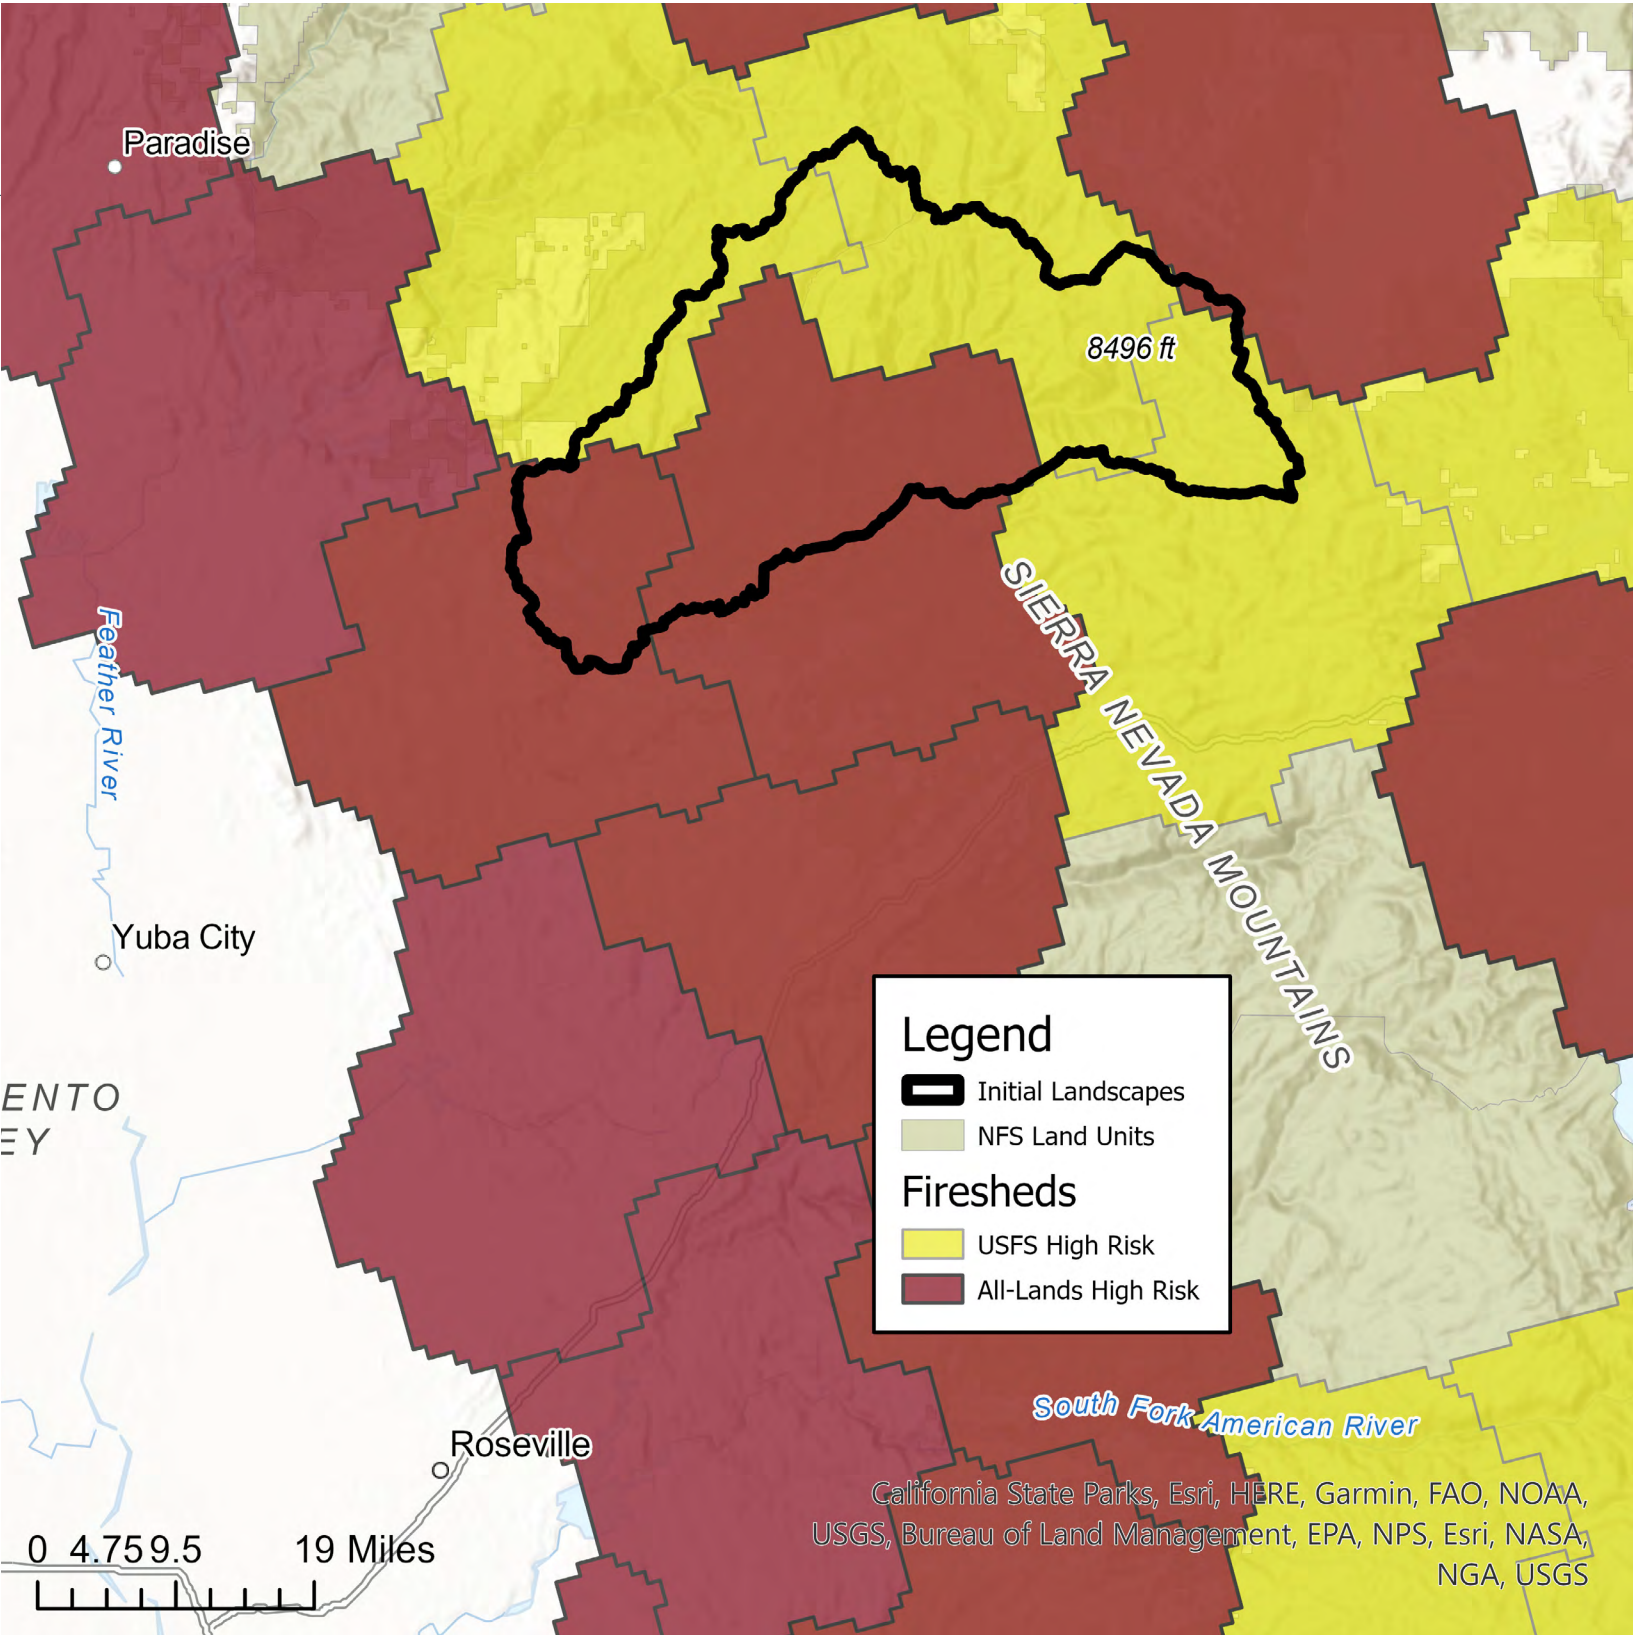 Paradise
8496 ft
Feather River
SIERRA NEVADA MOUNTAINS
Yuba City
ENTO
EY
Legend
Initial Landscapes
NFS Land Units
Firesheds
USFS High Risk
All-Lands High Risk
South Fork American River
Roseville
California State Parks, Esri, HERE, Garmin, FAO, NOAA,
USGS, Bureau of Land Management, EPA, NPS, Esri, NASA,
NGA, USGS
0 4.75 9.5 19 Miles